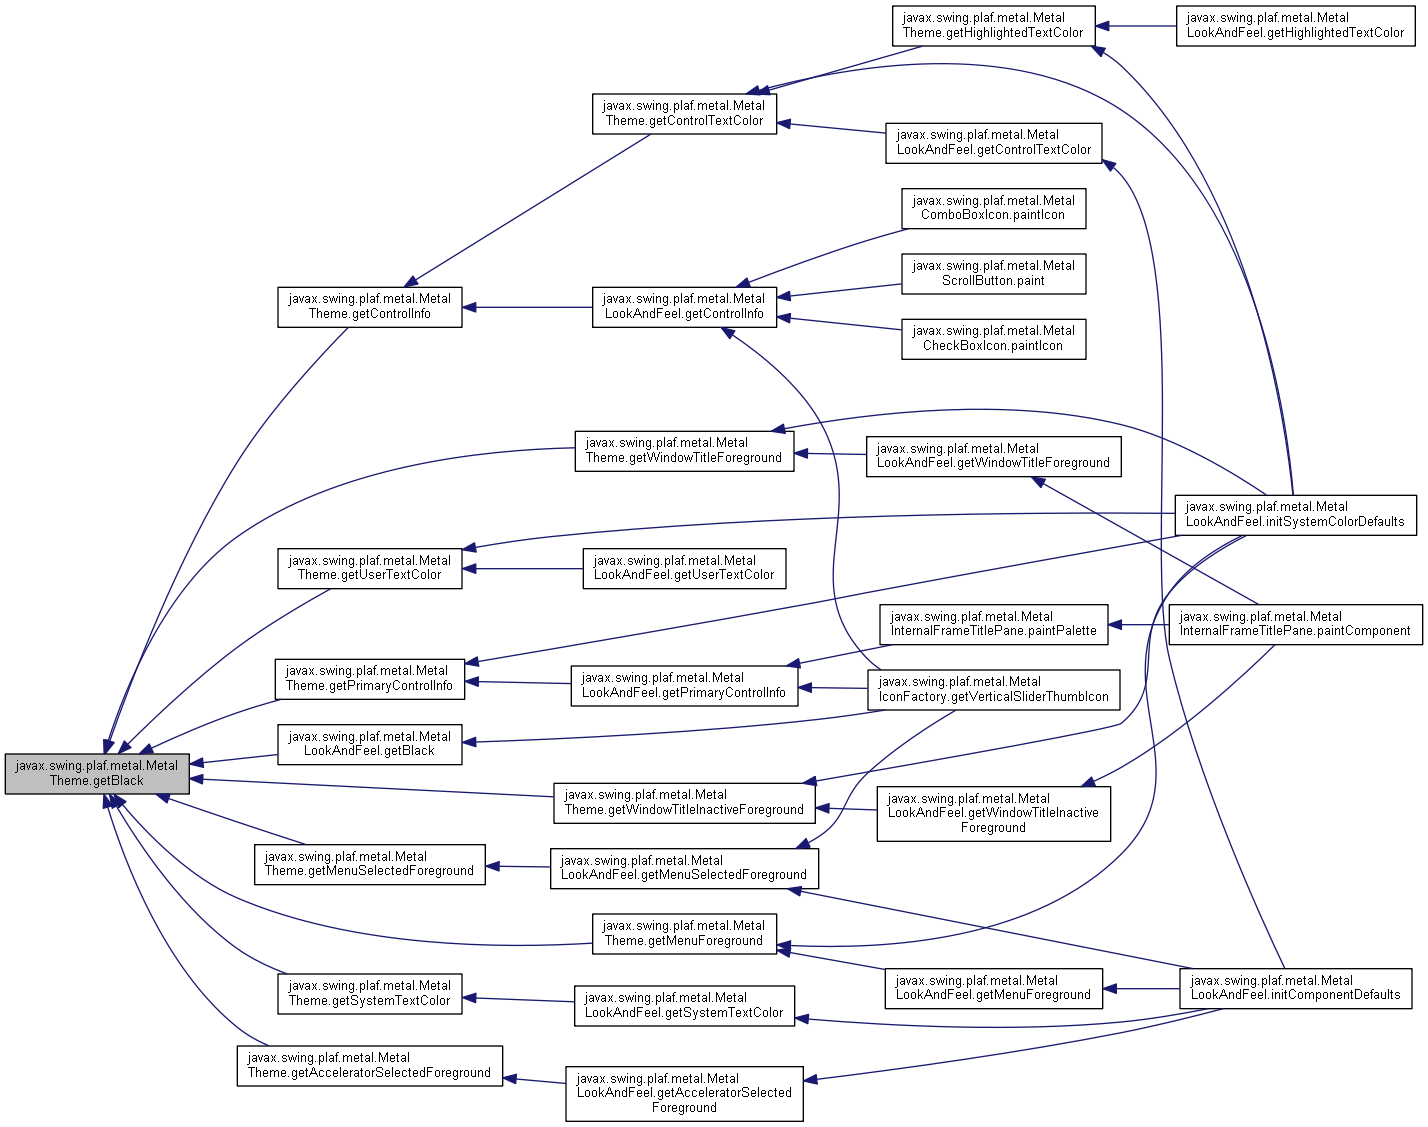 javax.swing.plaf.metal.Metal
Theme.getHighlightedTextColor
javax.swing.plaf.metal.Metal
LookAndFeel.getHighlightedTextColor
javax.swing.plaf.metal.Metal
Theme.getControlTextColor
javax.swing.plaf.metal.Metal
LookAndFeel.getControlTextColor
javax.swing.plaf.metal.Metal
ComboBoxIcon.paintIcon
javax.swing.plaf.metal.Metal
ScrollButton.paint
javax.swing.plaf.metal.Metal
Theme.getControlInfo
javax.swing.plaf.metal.Metal
LookAndFeel.getControlInfo
javax.swing.plaf.metal.Metal
CheckBoxIcon.paintIcon
javax.swing.plaf.metal.Metal
Theme.getWindowTitleForeground
javax.swing.plaf.metal.Metal
LookAndFeel.getWindowTitleForeground
javax.swing.plaf.metal.Metal
LookAndFeel.initSystemColorDefaults
javax.swing.plaf.metal.Metal
Theme.getUserTextColor
javax.swing.plaf.metal.Metal
LookAndFeel.getUserTextColor
javax.swing.plaf.metal.Metal
InternalFrameTitlePane.paintPalette
javax.swing.plaf.metal.Metal
InternalFrameTitlePane.paintComponent
javax.swing.plaf.metal.Metal
Theme.getPrimaryControlInfo
javax.swing.plaf.metal.Metal
LookAndFeel.getPrimaryControlInfo
javax.swing.plaf.metal.Metal
IconFactory.getVerticalSliderThumbIcon
javax.swing.plaf.metal.Metal
LookAndFeel.getBlack
javax.swing.plaf.metal.Metal
Theme.getBlack
javax.swing.plaf.metal.Metal
Theme.getWindowTitleInactiveForeground
javax.swing.plaf.metal.Metal
LookAndFeel.getWindowTitleInactive
Foreground
javax.swing.plaf.metal.Metal
Theme.getMenuSelectedForeground
javax.swing.plaf.metal.Metal
LookAndFeel.getMenuSelectedForeground
javax.swing.plaf.metal.Metal
Theme.getMenuForeground
javax.swing.plaf.metal.Metal
LookAndFeel.getMenuForeground
javax.swing.plaf.metal.Metal
LookAndFeel.initComponentDefaults
javax.swing.plaf.metal.Metal
Theme.getSystemTextColor
javax.swing.plaf.metal.Metal
LookAndFeel.getSystemTextColor
javax.swing.plaf.metal.Metal
Theme.getAcceleratorSelectedForeground
javax.swing.plaf.metal.Metal
LookAndFeel.getAcceleratorSelected
Foreground